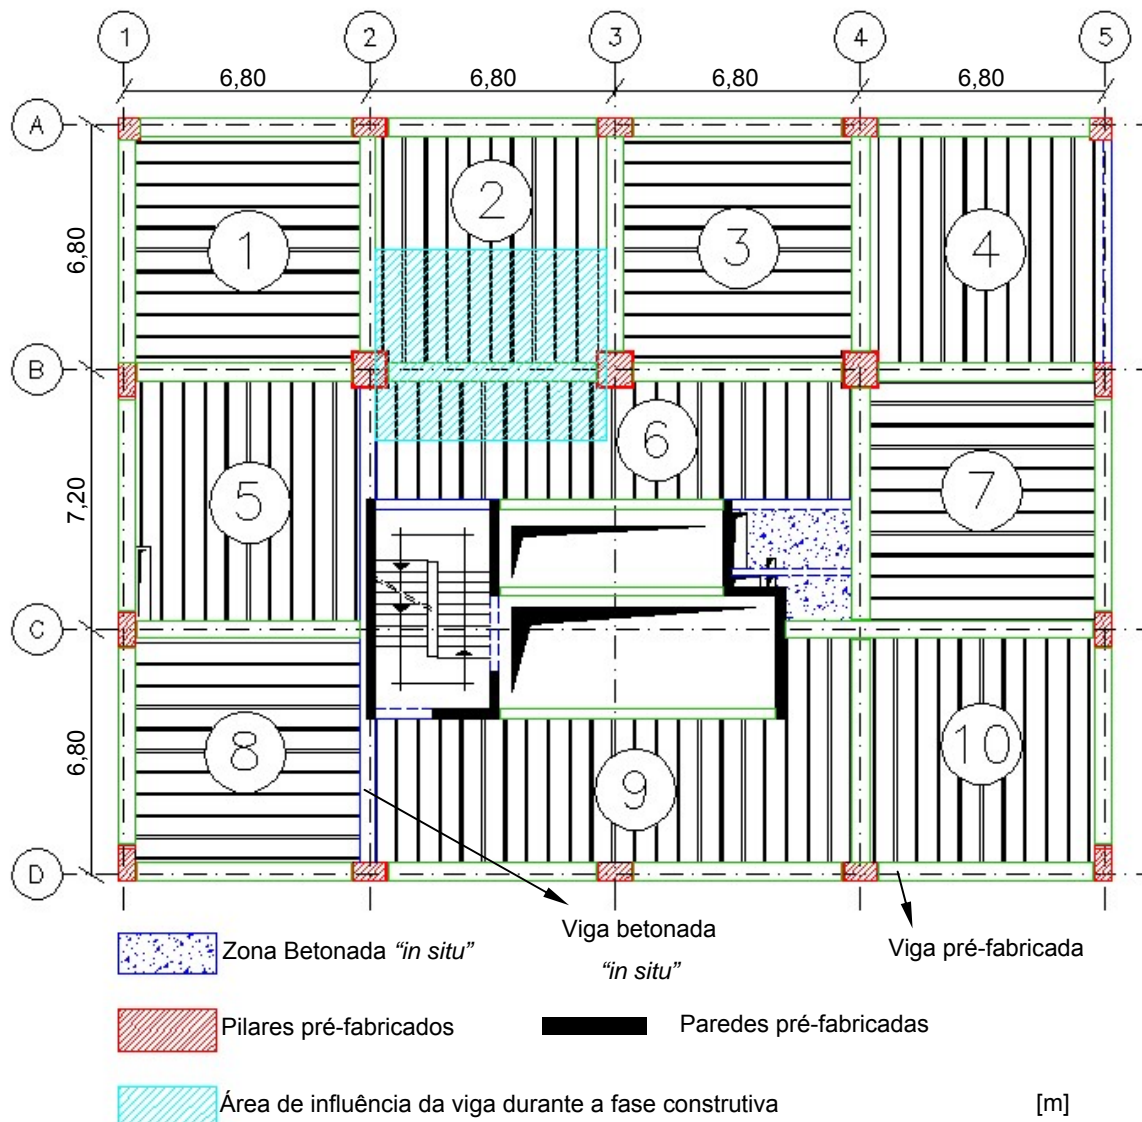 1 2 3 4 5
6,80 6,80 6,80 6,80
A
6,80
1 2 3 4
B
7,20
5 6 7
C
6,80
8 9 10
D
Viga betonada
“in situ”
Viga pré-fabricada
Zona Betonada “in situ”
Pilares pré-fabricados
Paredes pré-fabricadas
Área de influência da viga durante a fase construtiva
[m]